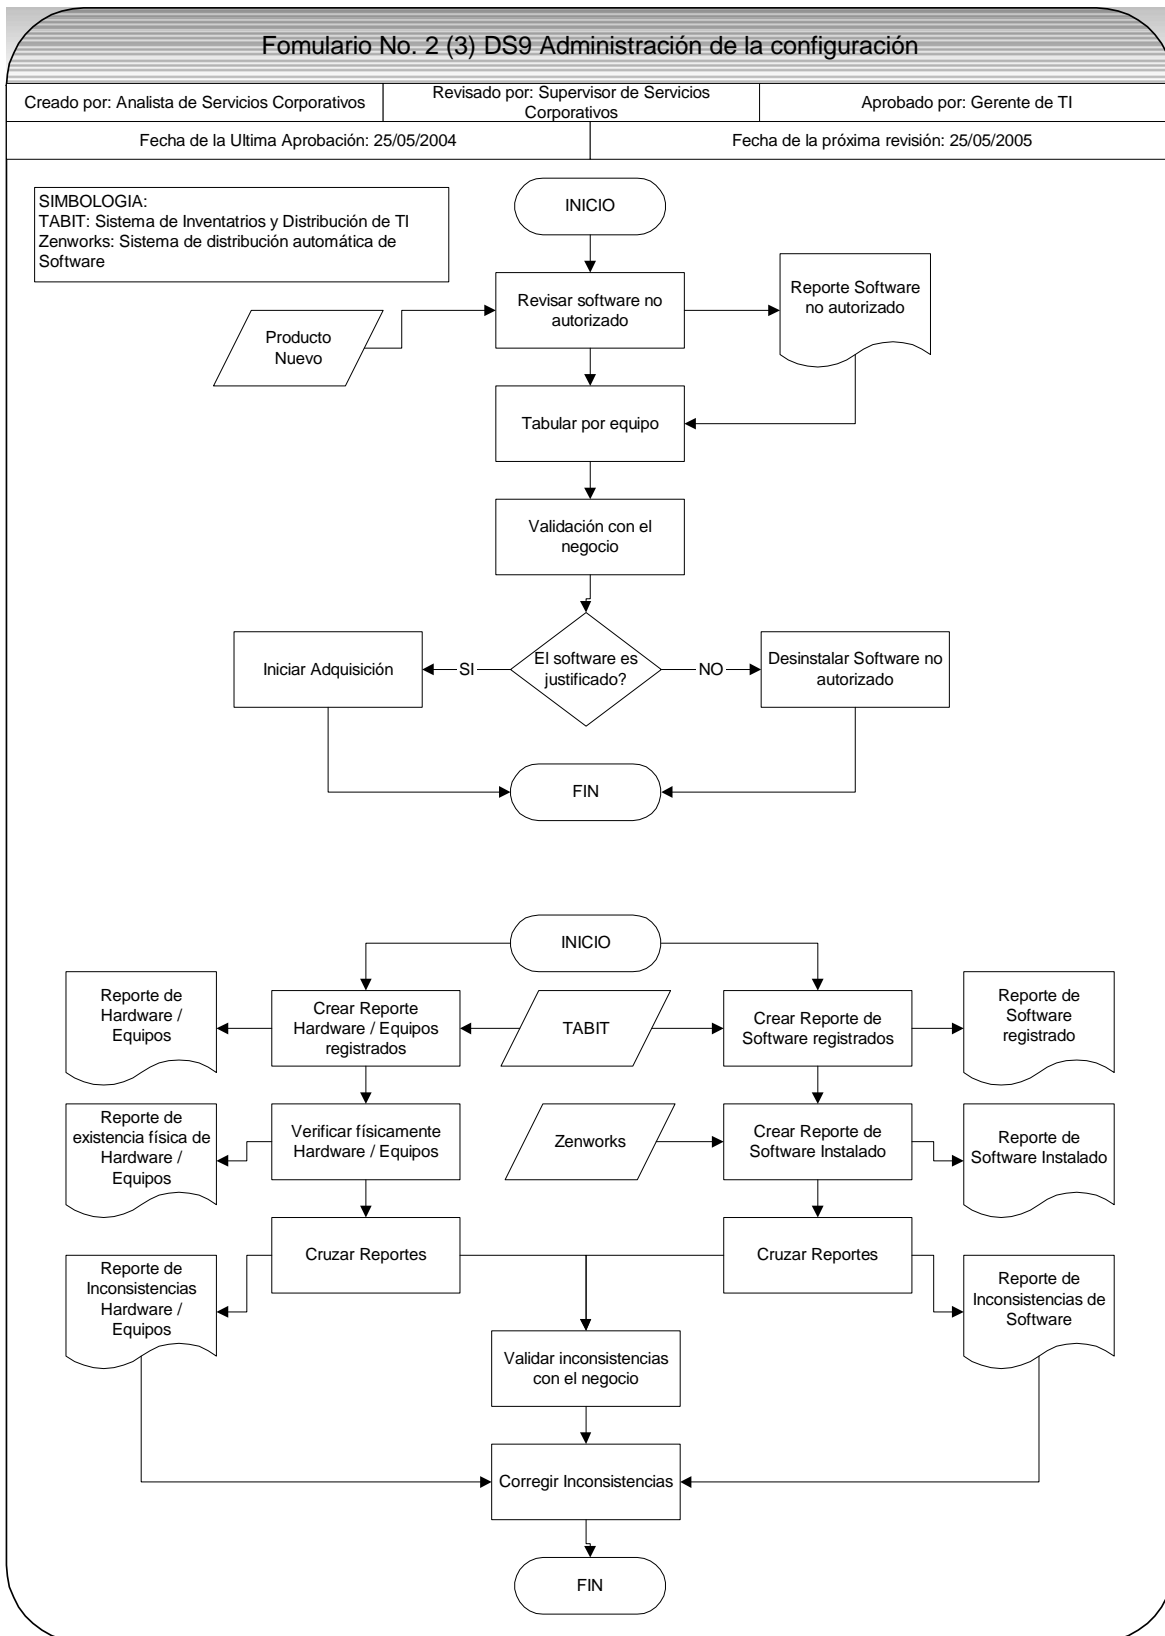 Fomulario No. 2 (3) DS9 Administración de la configuración
Creado por: Analista de Servicios Corporativos
Revisado por: Supervisor de Servicios
Corporativos
Aprobado por: Gerente de TI
Fecha de la Ultima Aprobación: 25/05/2004
Fecha de la próxima revisión: 25/05/2005
SIMBOLOGIA:
TABIT: Sistema de Inventatrios y Distribución de TI
Zenworks: Sistema de distribución automática de
Software
INICIO
Revisar software no
autorizado
Reporte Software
no autorizado
Producto
Nuevo
Tabular por equipo
Validación con el
negocio
El software es
justificado?
SI
NO
Iniciar Adquisición
Desinstalar Software no
autorizado
FIN
INICIO
Reporte de
Hardware /
Equipos
Crear Reporte
Hardware / Equipos
registrados
TABIT
Crear Reporte de
Software registrados
Reporte de
Software
registrado
Reporte de
existencia física de
Hardware /
Equipos
Verificar físicamente
Hardware / Equipos
Zenworks
Crear Reporte de
Software Instalado
Reporte de
Software Instalado
Reporte de
Inconsistencias
Hardware /
Equipos
Cruzar Reportes
Cruzar Reportes
Reporte de
Inconsistencias de
Software
Validar inconsistencias
con el negocio
Corregir Inconsistencias
FIN